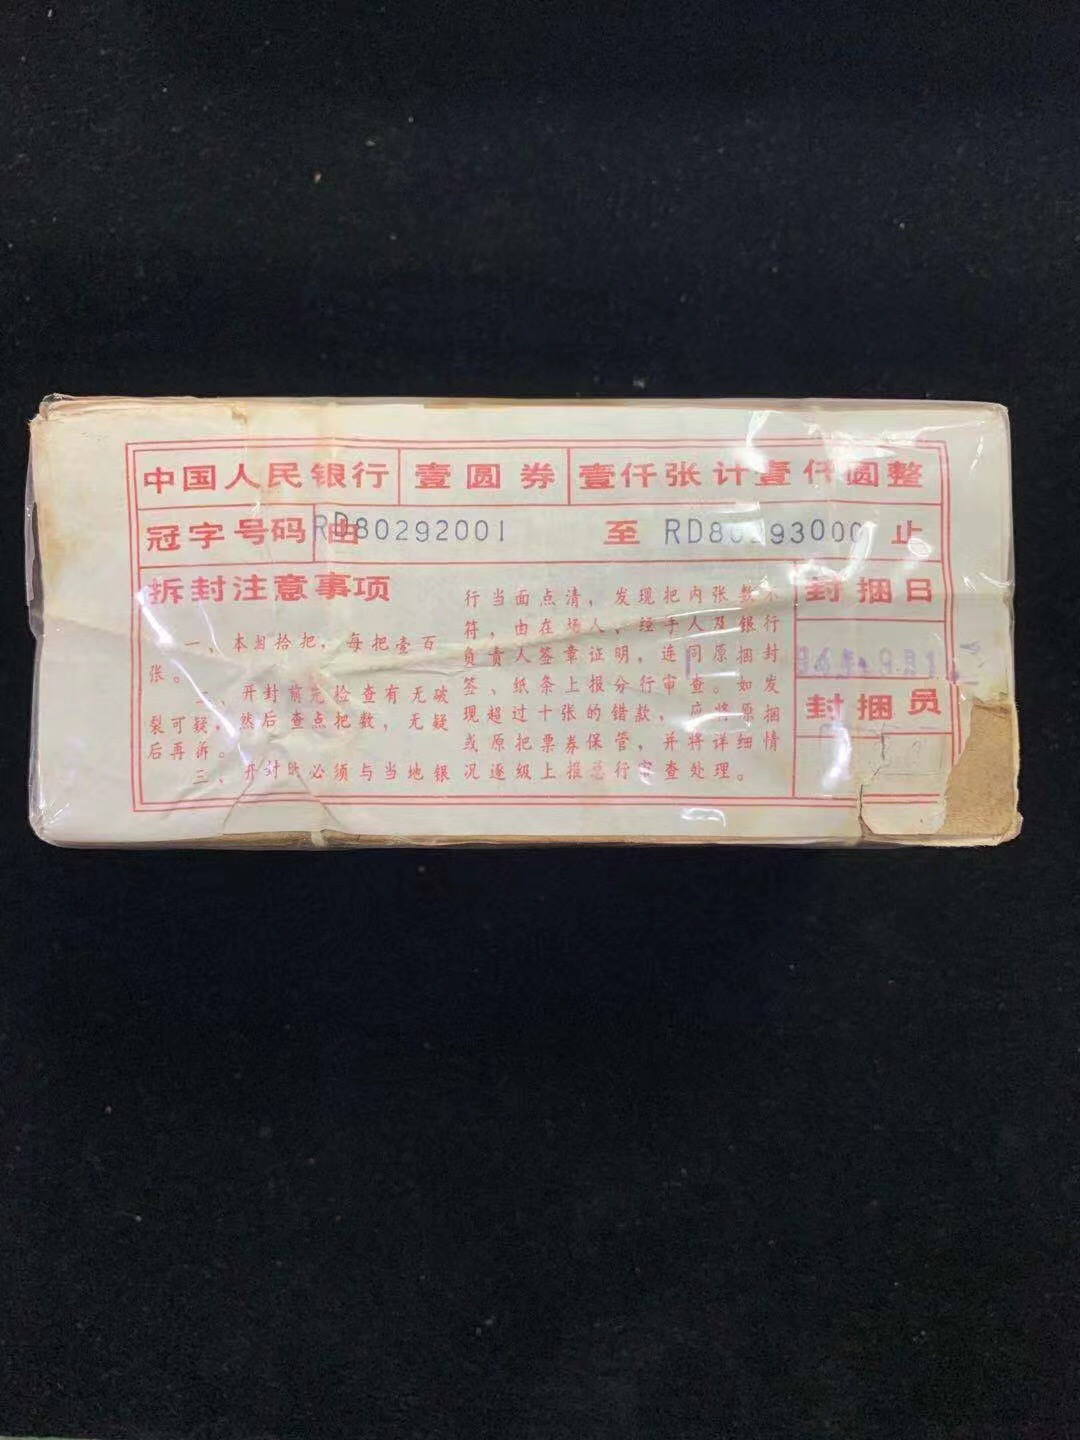 中国人民银行 壹圆券 壹仟张计壹仟圆整
冠字号码 由 RD80292001 至 RD80293000 止
拆封注意事项
一、本捆拾把，每把壹百
张。
二、开封前先检查有无破
裂可疑，然后查点把数，无疑
后再拆。
三、开封时必须与当地银
行当面点清，发现把内张数不
符，由在场人、经手人及银行
负责人签章证明，连同原捆封
签、纸条上报分行审查。如发
现超过十张的错款，应将原捆
或原把票券保管，并将详细情
况逐级上报总行审查处理。
封捆日
封捆员